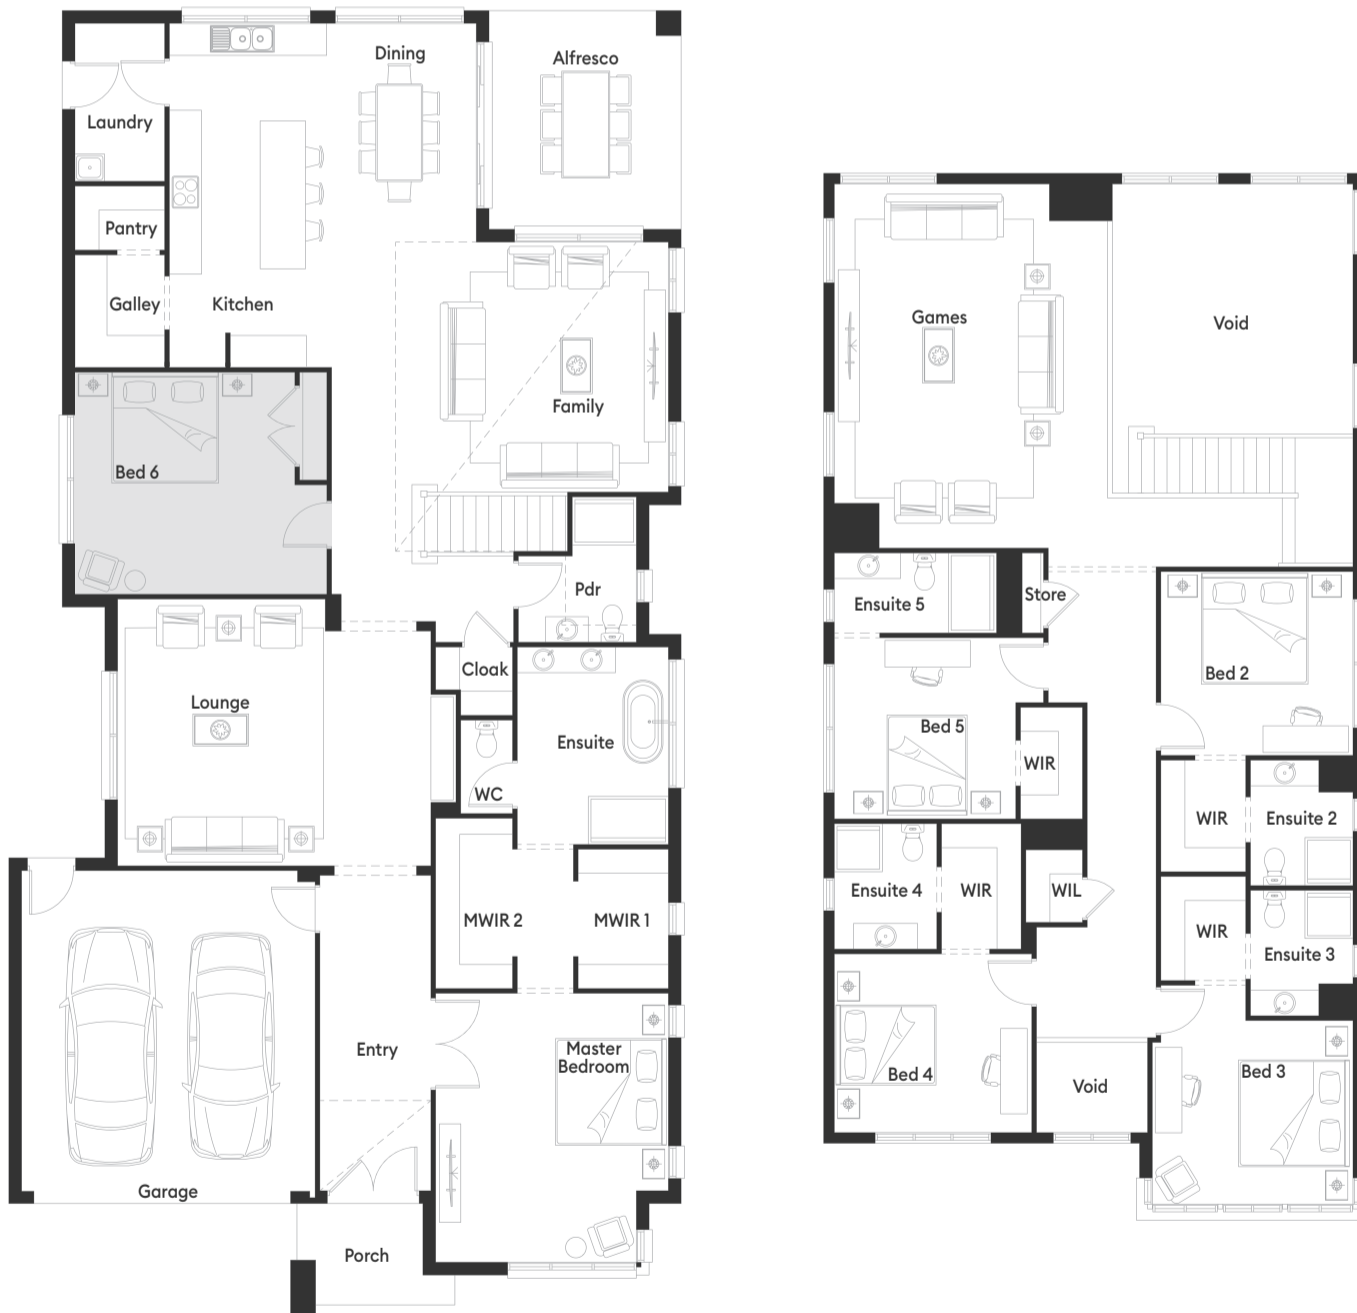 Dining
Alfresco
Laundry
Pantry
Galley
Kitchen
Family
Bed 6
Pdr
Cloak
Lounge
Ensuite
WC
MWIR 2
MWIR 1
Entry
Master
Bedroom
Garage
Porch
Games
Void
Ensuite 5
Store
Bed 2
Bed 5
WIR
WIR
Ensuite 2
Ensuite 4
WIR
WIL
WIR
Ensuite 3
Bed 4
Void
Bed 3